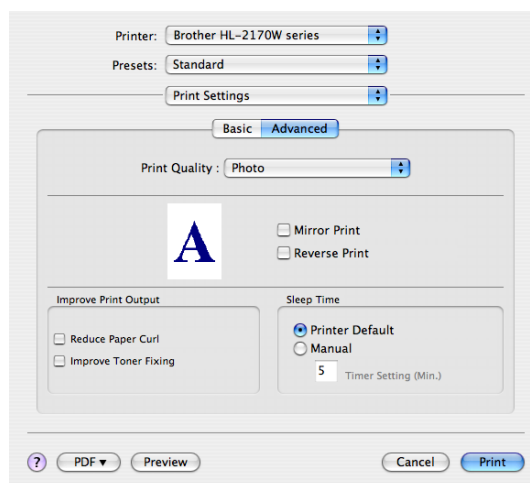 Printer: Brother HL-2170W series
Presets: Standard
Print Settings
Basic Advanced
Print Quality : Photo
A
Mirror Print
Reverse Print
Improve Print Output
Reduce Paper Curl
Improve Toner Fixing
Sleep Time
Printer Default
Manual
5 Timer Setting (Min.)
? PDF▼ Preview Cancel Print